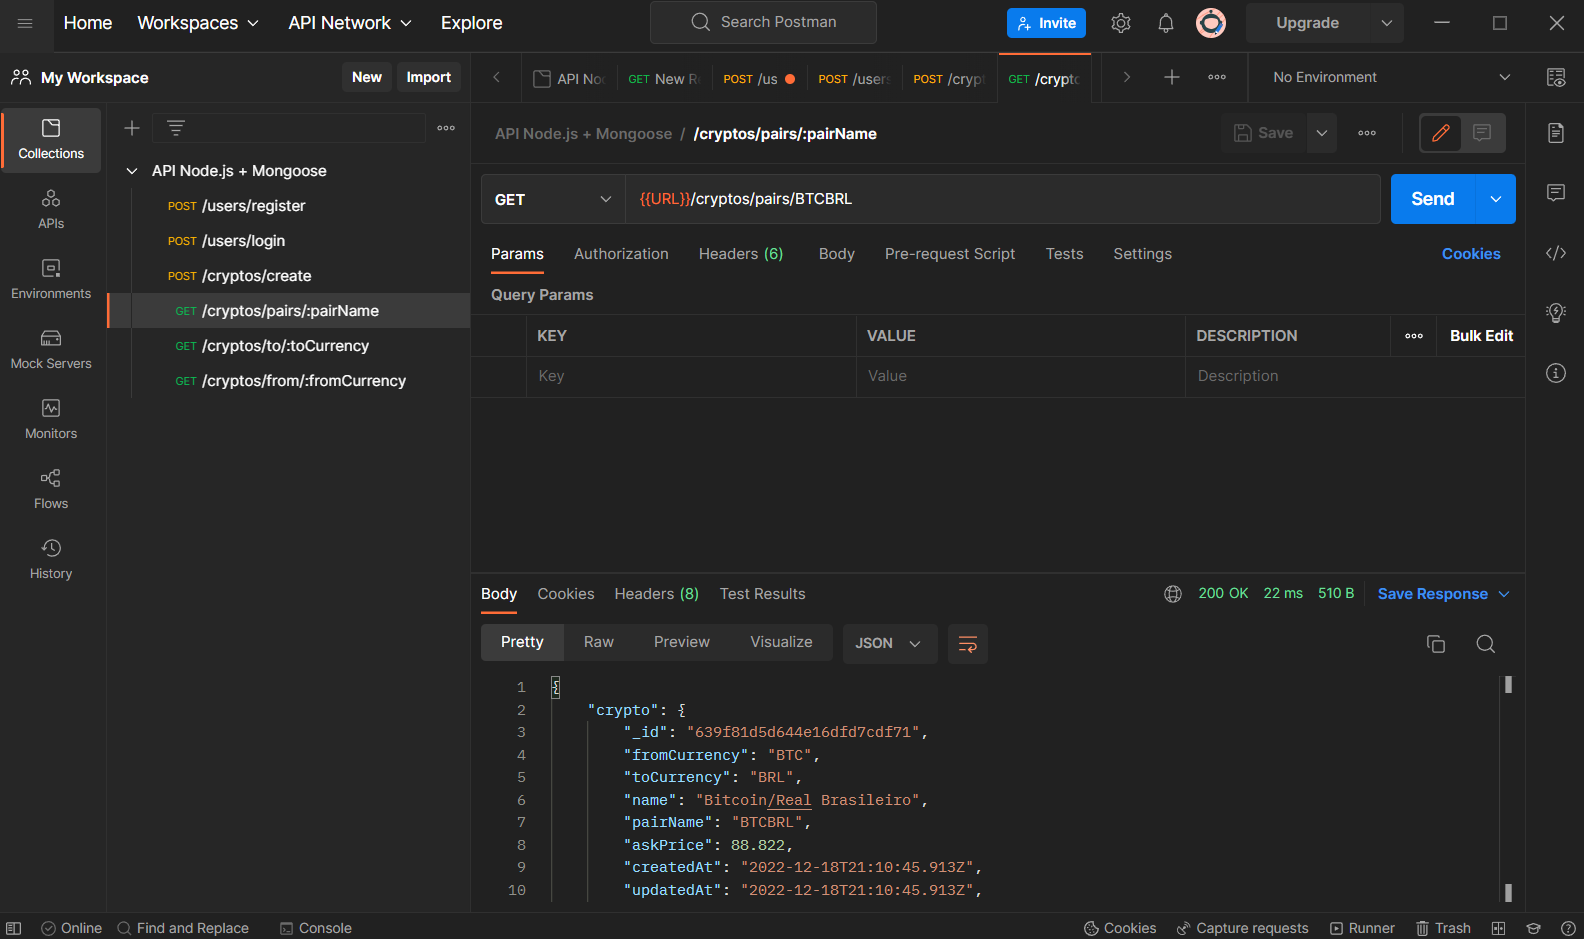 Home Workspaces API Network Explore Search Postman Invite Upgrade
My Workspace New Import API Noc GET New R POST /us POST /users POST /crypt GET /crypto No Environment
Collections
APIs
Environments
Mock Servers
Monitors
Flows
History
API Node.js + Mongoose
POST /users/register
POST /users/login
POST /cryptos/create
GET /cryptos/pairs/:pairName
GET /cryptos/to/:toCurrency
GET /cryptos/from/:fromCurrency
API Node.js + Mongoose / /cryptos/pairs/:pairName Save
GET {{URL}}/cryptos/pairs/BTCBRL Send
Params Authorization Headers (6) Body Pre-request Script Tests Settings Cookies
Query Params
KEY VALUE DESCRIPTION Bulk Edit
Key Value Description
Body Cookies Headers (8) Test Results 200 OK 22 ms 510 B Save Response
Pretty Raw Preview Visualize JSON
1 {
2 "crypto": {
3 "_id": "639f81d5d644e16dfd7cdf71",
4 "fromCurrency": "BTC",
5 "toCurrency": "BRL",
6 "name": "Bitcoin/Real Brasileiro",
7 "pairName": "BTCBRL",
8 "askPrice": 88.822,
9 "createdAt": "2022-12-18T21:10:45.913Z",
10 "updatedAt": "2022-12-18T21:10:45.913Z",
Online Find and Replace Console Cookies Capture requests Runner Trash